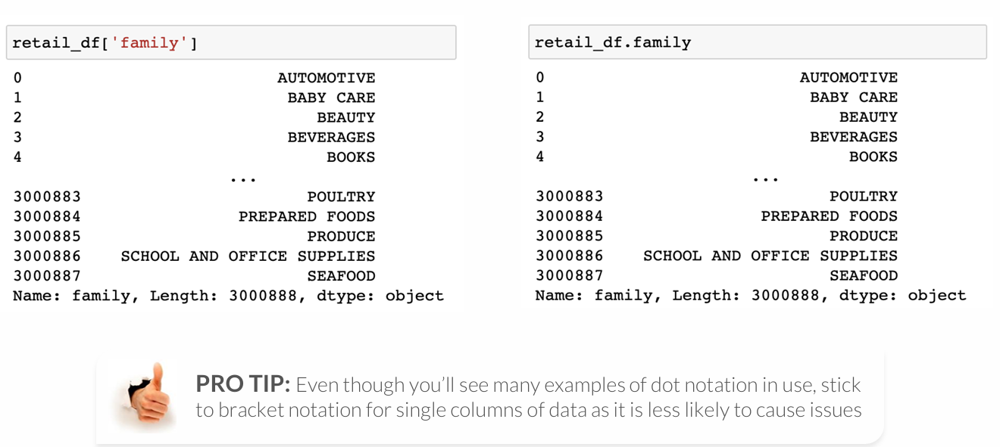 retail_df['family']
0 AUTOMOTIVE
1 BABY CARE
2 BEAUTY
3 BEVERAGES
4 BOOKS
...
3000883 POULTRY
3000884 PREPARED FOODS
3000885 PRODUCE
3000886 SCHOOL AND OFFICE SUPPLIES
3000887 SEAFOOD
Name: family, Length: 3000888, dtype: object
retail_df.family
0 AUTOMOTIVE
1 BABY CARE
2 BEAUTY
3 BEVERAGES
4 BOOKS
...
3000883 POULTRY
3000884 PREPARED FOODS
3000885 PRODUCE
3000886 SCHOOL AND OFFICE SUPPLIES
3000887 SEAFOOD
Name: family, Length: 3000888, dtype: object
PRO TIP: Even though you'll see many examples of dot notation in use, stick
to bracket notation for single columns of data as it is less likely to cause issues